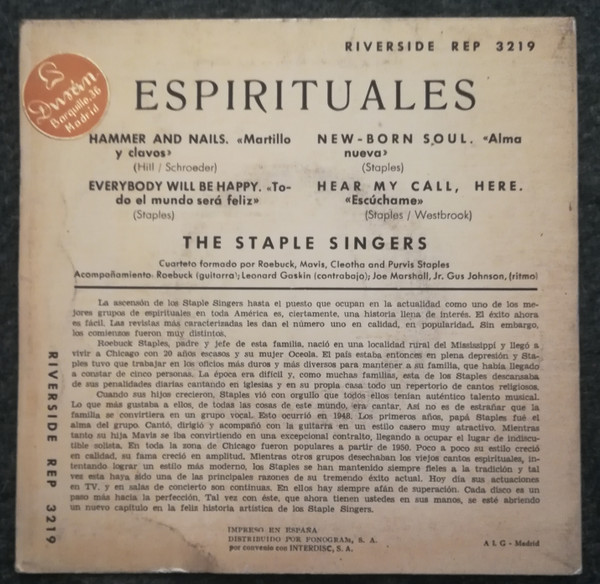 RIVERSIDE REP 3219
Durán
Barquillo, 36
Madrid
ESPIRITUALES
HAMMER AND NAILS. «Martillo
y clavos»
(Hill / Schroeder)
EVERYBODY WILL BE HAPPY. «To-
do el mundo será feliz»
(Staples)
NEW-BORN SOUL. «Alma
nueva»
(Staples)
HEAR MY CALL, HERE.
«Escúchame»
(Staples / Westbrook)
THE STAPLE SINGERS
Cuarteto formado por Roebuck, Mavis, Cleotha and Purvis Staples
Acompañamiento: Roebuck (guitarra); Leonard Gaskin (contrabajo); Joe Marshall, Jr. Gus Johnson, (ritmo)
La ascensión de los Staple Singers hasta el puesto que ocupan en la actualidad como uno de los me-
jores grupos de espirituales en toda América es, ciertamente, una historia llena de interés. El éxito ahora
es fácil. Las revistas más caracterizadas les dan el número uno en calidad, en popularidad. Sin embargo,
los comienzos fueron muy distintos.
Roebuck Staples, padre y jefe de esta familia, nació en una localidad rural del Mississippi y llegó a
vivir a Chicago con 20 años escasos y su mujer Oceola. El país estaba entonces en plena depresión y Sta-
ples tuvo que trabajar en los oficios más duros y más diversos para mantener a su familia, que había llegado
a constar de cinco personas. La época era difícil y, como muchas familias, esta de los Staples descansaba
de sus penalidades diarias cantando en iglesias y en su propia casa todo un repertorio de cantos religiosos.
Cuando sus hijos crecieron, Staples vió con orgullo que todos ellos tenían auténtico talento musical.
Lo que más gustaba a ellos, de todas las cosas de este mundo, era cantar. Así no es de extrañar que la
familia se convirtiera en un grupo vocal. Esto ocurrió en 1948. Los primeros años, papá Staples fué el
alma del grupo. Cantó, dirigió y acompañó con la guitarra en un estilo casero muy atractivo. Mientras
tanto su hija Mavis se iba convirtiendo en una excepcional contralto, llegando a ocupar el lugar de indiscu-
tible solista. En toda la zona de Chicago fueron populares a partir de 1950. Poco a poco su estilo creció
en calidad, su fama creció en amplitud. Mientras otros grupos desechaban los viejos cantos espirituales, in-
tentando lograr un estilo más moderno, los Staples se han mantenido siempre fieles a la tradición y tal
vez esta haya sido una de las principales razones de su tremendo éxito actual. Hoy día sus actuaciones
en TV. y en salas de concierto son continuas. En ellos hay siempre afán de superación. Cada disco es un
paso más hacia la perfección. Tal vez con éste, que ahora tienen ustedes en sus manos, se esté abriendo
un nuevo capítulo en la feliz historia artística de los Staple Singers.
RIVERSIDE REP 3219
IMPRESO EN ESPAÑA
DISTRIBUIDO POR FONOGRAM, S. A.
por convenio con INTERDISC, S. A.
A L G - Madrid